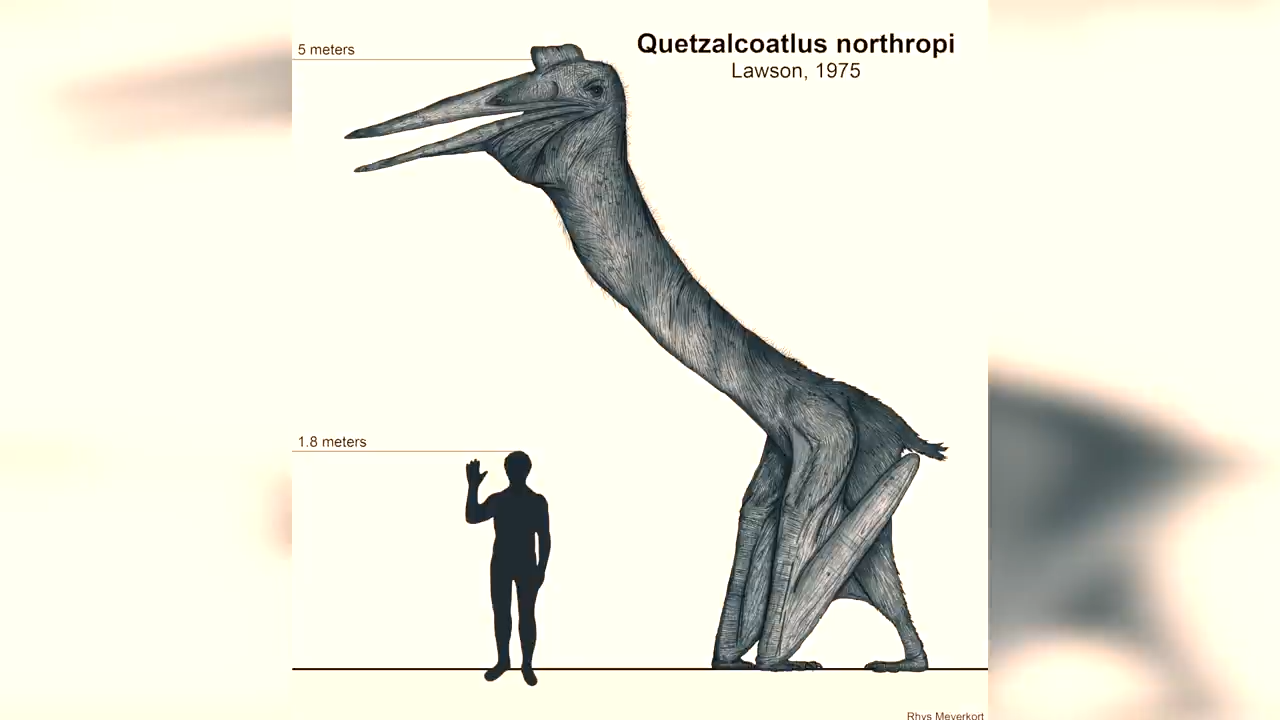 Quetzalcoatlus northropi
Lawson, 1975
5 meters
1.8 meters
Rhys Meyerkort